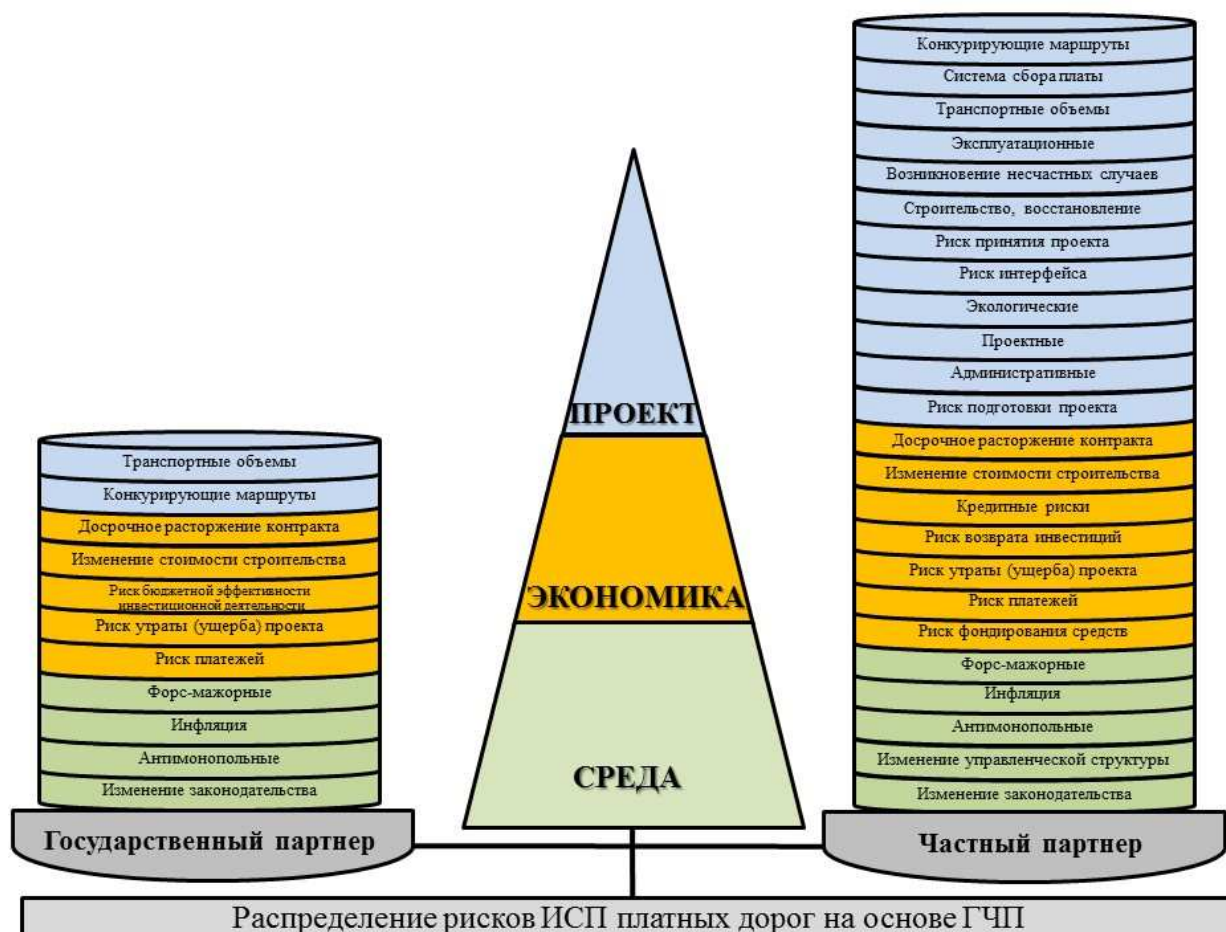 Транспортные объемы
Конкурирующие маршруты
Досрочное расторжение контракта
Изменение стоимости строительства
Риск бюджетной эффективности
инвестиционной деятельности
Риск утраты (ущерба) проекта
Риск платежей
Форс-мажорные
Инфляция
Антимонопольные
Изменение законодательства
Государственный партнер
ПРОЕКТ
ЭКОНОМИКА
СРЕДА
Конкурирующие маршруты
Система сбора платы
Транспортные объемы
Эксплуатационные
Возникновение несчастных случаев
Строительство, восстановление
Риск принятия проекта
Риск интерфейса
Экологические
Проектные
Административные
Риск подготовки проекта
Досрочное расторжение контракта
Изменение стоимости строительства
Кредитные риски
Риск возврата инвестиций
Риск утраты (ущерба) проекта
Риск платежей
Риск фондирования средств
Форс-мажорные
Инфляция
Антимонопольные
Изменение управленческой структуры
Изменение законодательства
Частный партнер
Распределение рисков ИСП платных дорог на основе ГЧП